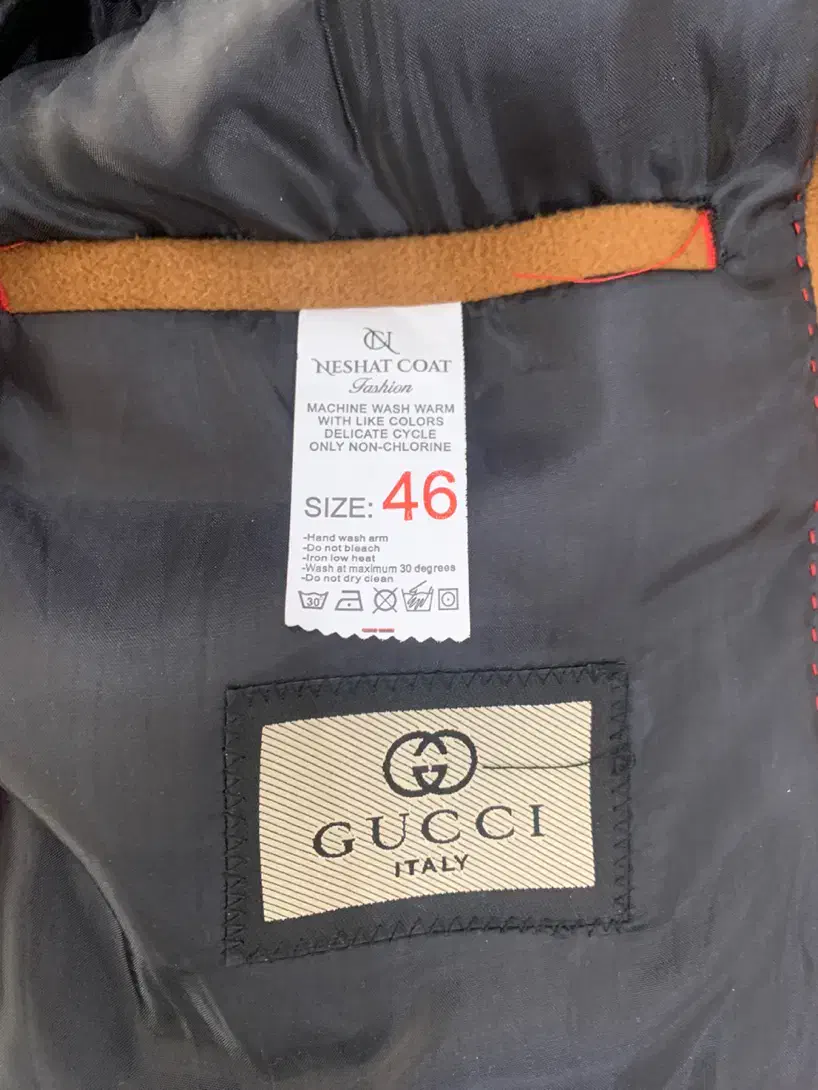 NESHAT COAT
Fashion
MACHINE WASH WARM
WITH LIKE COLORS
DELICATE CYCLE
ONLY NON-CHLORINE
SIZE: 46
-Hand wash arm
-Do not bleach
-Iron low heat
-Wash at maximum 30 degrees
-Do not dry clean
30
GUCCI
ITALY